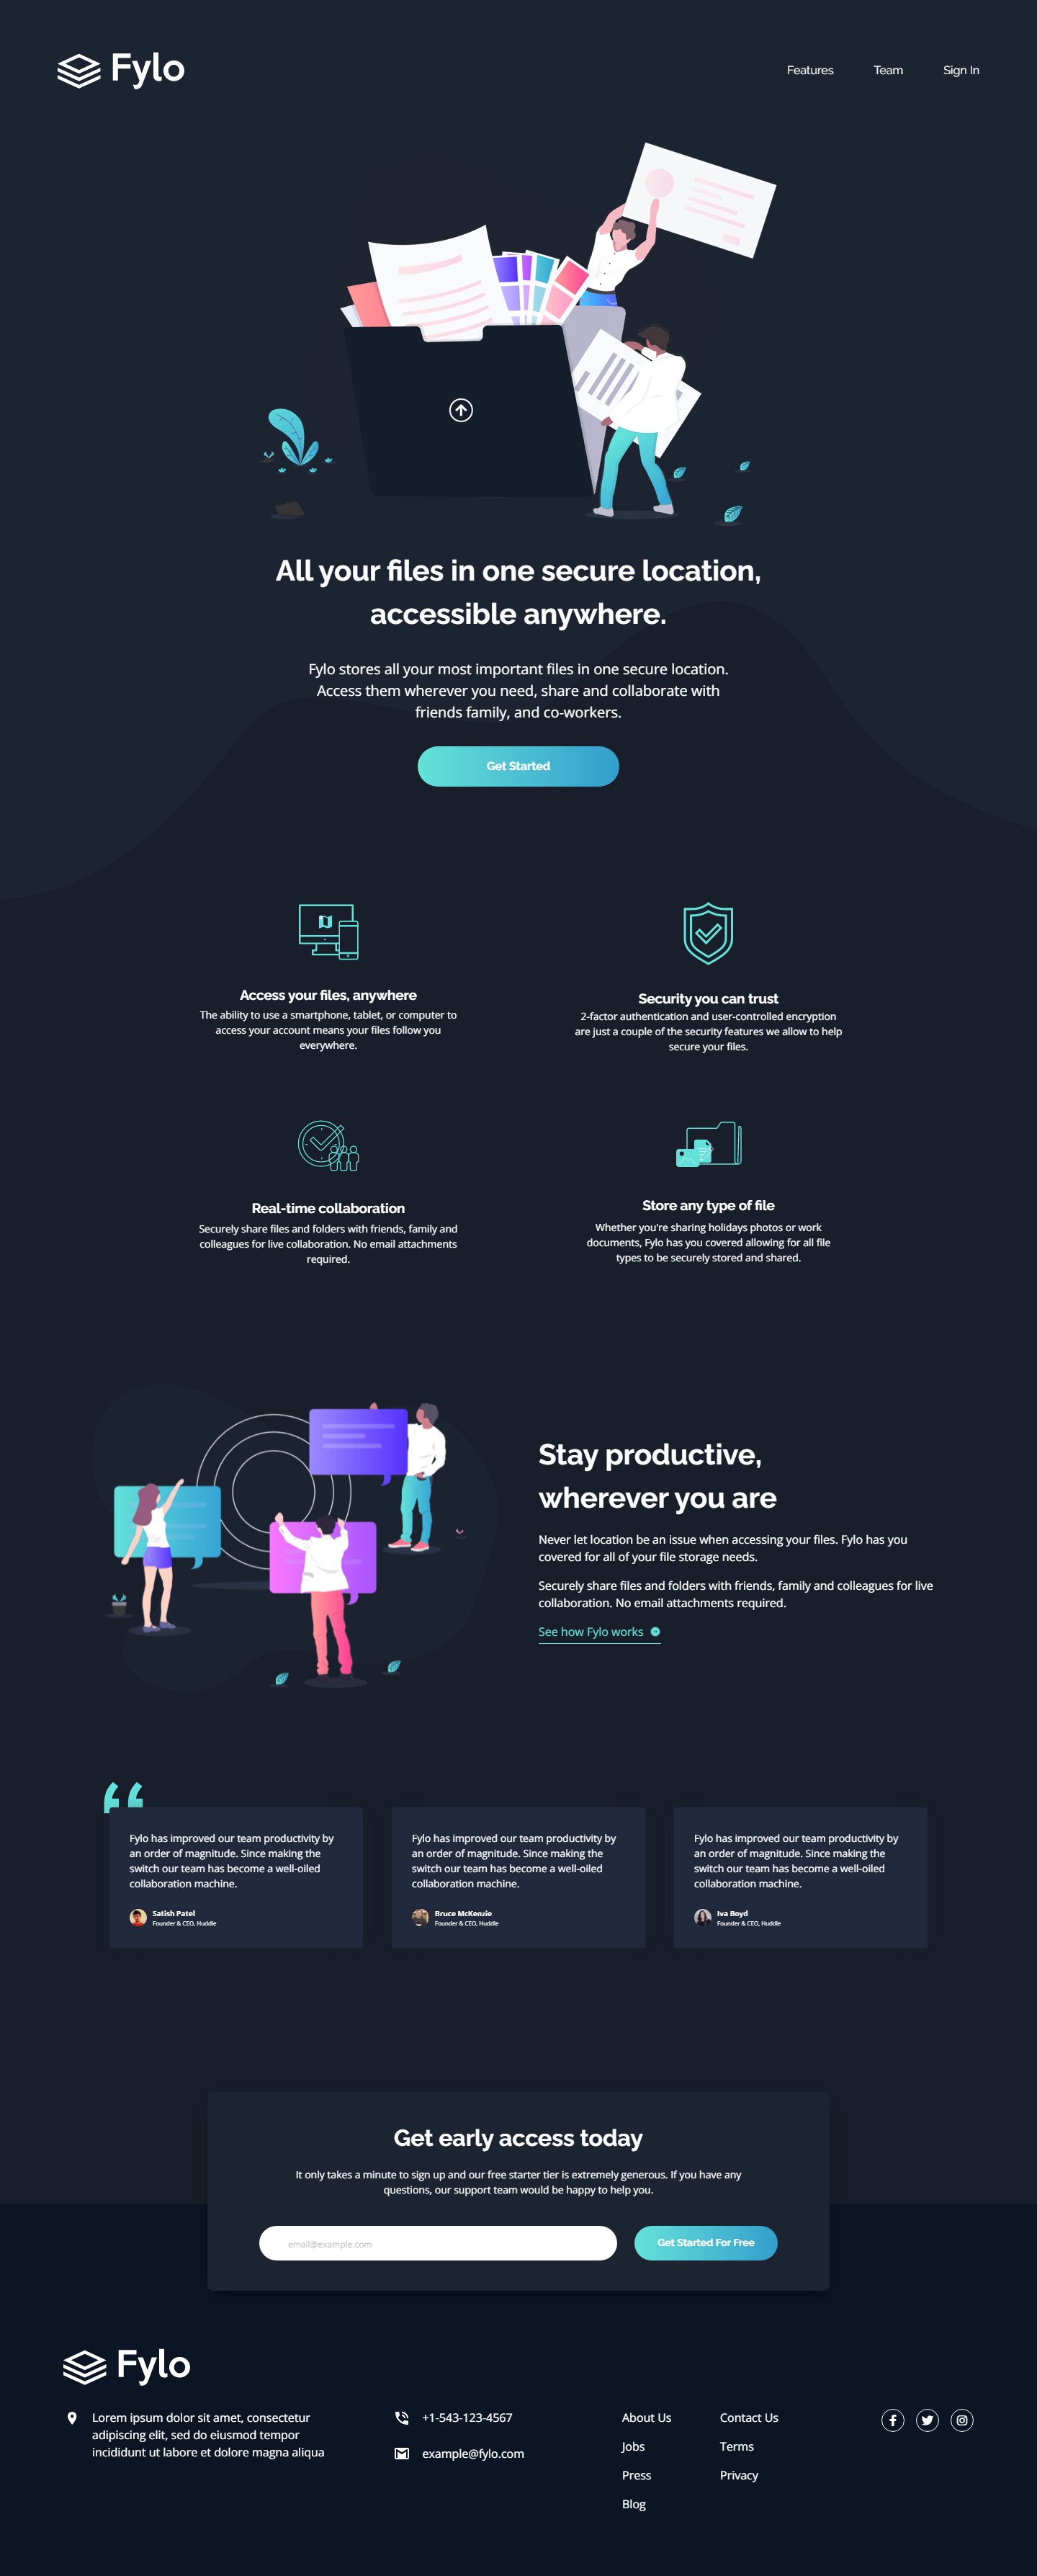 Fylo
Features
Team
Sign In
All your files in one secure location,
accessible anywhere.
Fylo stores all your most important files in one secure location.
Access them wherever you need, share and collaborate with
friends family, and co-workers.
Get Started
Access your files, anywhere
The ability to use a smartphone, tablet, or computer to
access your account means your files follow you
everywhere.
Security you can trust
2-factor authentication and user-controlled encryption
are just a couple of the security features we allow to help
secure your files.
Real-time collaboration
Securely share files and folders with friends, family and
colleagues for live collaboration. No email attachments
required.
Store any type of file
Whether you're sharing holidays photos or work
documents, Fylo has you covered allowing for all file
types to be securely stored and shared.
Stay productive,
wherever you are
Never let location be an issue when accessing your files. Fylo has you
covered for all of your file storage needs.
Securely share files and folders with friends, family and colleagues for live
collaboration. No email attachments required.
See how Fylo works
Fylo has improved our team productivity by
an order of magnitude. Since making the
switch our team has become a well-oiled
collaboration machine.
Satish Patel
Founder & CEO, Huddle
Fylo has improved our team productivity by
an order of magnitude. Since making the
switch our team has become a well-oiled
collaboration machine.
Bruce McKenzie
Founder & CEO, Huddle
Fylo has improved our team productivity by
an order of magnitude. Since making the
switch our team has become a well-oiled
collaboration machine.
Iva Boyd
Founder & CEO, Huddle
Get early access today
It only takes a minute to sign up and our free starter tier is extremely generous. If you have any
questions, our support team would be happy to help you.
email@example.com
Get Started For Free
Fylo
Lorem ipsum dolor sit amet, consectetur
adipiscing elit, sed do eiusmod tempor
incididunt ut labore et dolore magna aliqua
+1-543-123-4567
example@fylo.com
About Us
Jobs
Press
Blog
Contact Us
Terms
Privacy